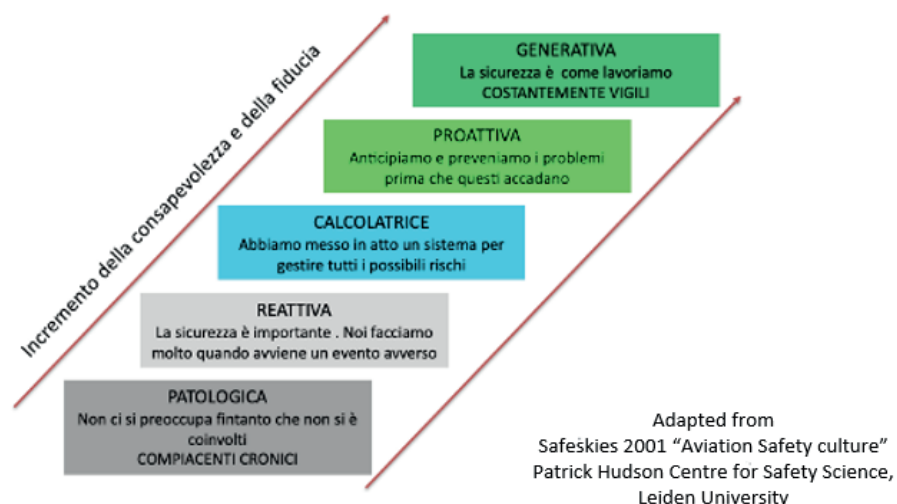 Incremento della consapevolezza e della fiducia
GENERATIVA
La sicurezza è come lavoriamo
COSTANTEMENTE VIGILI
PROATTIVA
Anticipiamo e preveniamo i problemi
prima che questi accadano
CALCOLATRICE
Abbiamo messo in atto un sistema per
gestire tutti i possibili rischi
REATTIVA
La sicurezza è importante . Noi facciamo
molto quando avviene un evento avverso
PATOLOGICA
Non ci si preoccupa fintanto che non si è
coinvolti
COMPIACENTI CRONICI
Adapted from
Safeskies 2001 “Aviation Safety culture”
Patrick Hudson Centre for Safety Science,
Leiden University